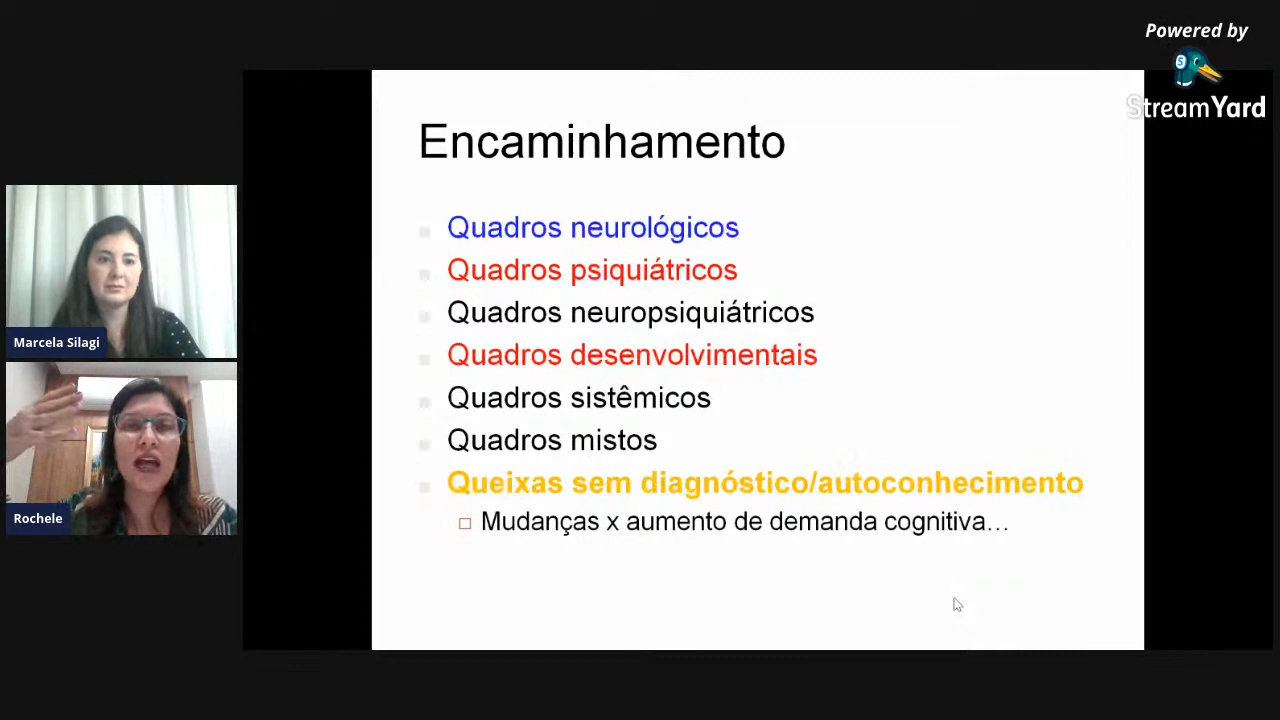 Powered by
StreamYard
Encaminhamento
Quadros neurológicos
Quadros psiquiátricos
Quadros neuropsiquiátricos
Quadros desenvolvimentais
Quadros sistêmicos
Quadros mistos
Queixas sem diagnóstico/autoconhecimento
Mudanças x aumento de demanda cognitiva...
Marcela Silagi
Rochele